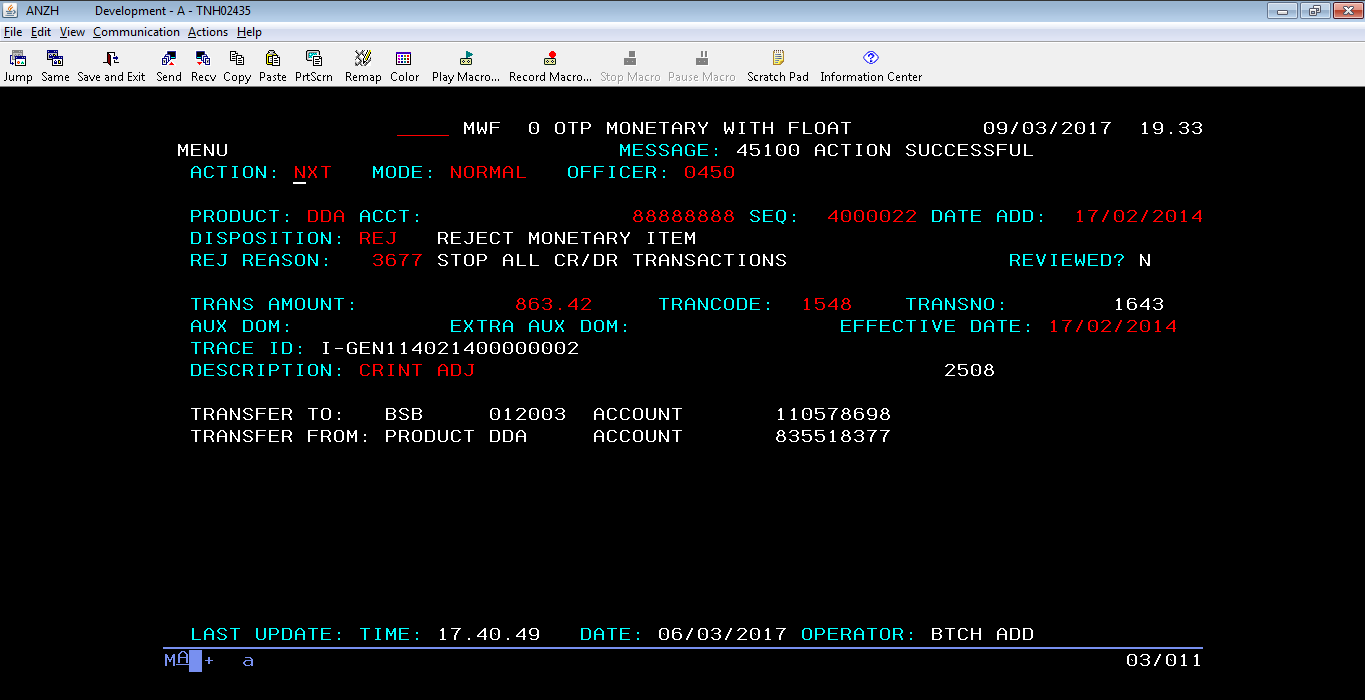 ANZH Development - A - TNH02435
File Edit View Communication Actions Help
Jump Same Save and Exit Send Recv Copy Paste PrtScrn Remap Color Play Macro... Record Macro... Stop Macro Pause Macro Scratch Pad Information Center
_____ MWF 0 OTP MONETARY WITH FLOAT 09/03/2017 19.33
MENU MESSAGE: 45100 ACTION SUCCESSFUL
ACTION: NXT MODE: NORMAL OFFICER: 0450
PRODUCT: DDA ACCT: 88888888 SEQ: 4000022 DATE ADD: 17/02/2014
DISPOSITION: REJ REJECT MONETARY ITEM
REJ REASON: 3677 STOP ALL CR/DR TRANSACTIONS REVIEWED? N
TRANS AMOUNT: 863.42 TRANCODE: 1548 TRANSNO: 1643
AUX DOM: EXTRA AUX DOM: EFFECTIVE DATE: 17/02/2014
TRACE ID: I-GEN114021400000002
DESCRIPTION: CRINT ADJ 2508
TRANSFER TO: BSB 012003 ACCOUNT 110578698
TRANSFER FROM: PRODUCT DDA ACCOUNT 835518377
LAST UPDATE: TIME: 17.40.49 DATE: 06/03/2017 OPERATOR: BTCH ADD
MA + a 03/011